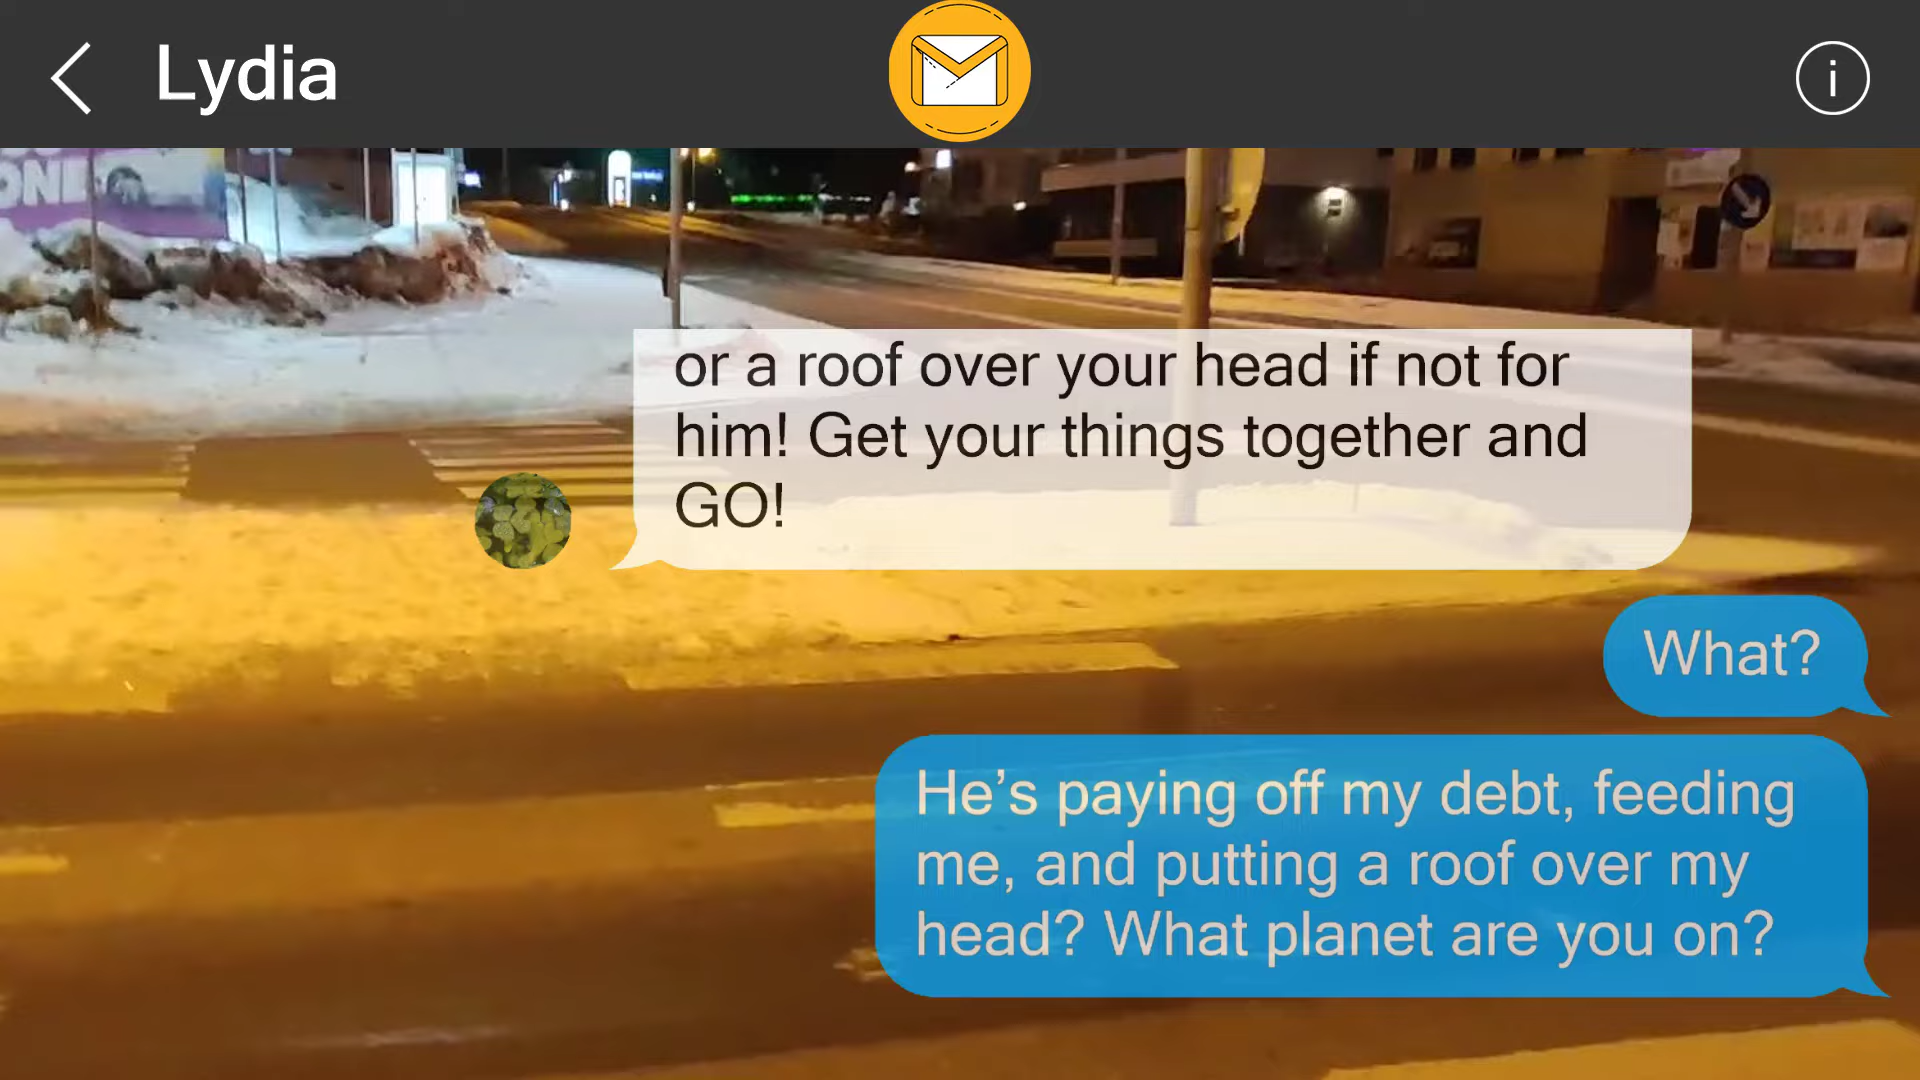 Lydia
ON
or a roof over your head if not for
him! Get your things together and
GO!
What?
He's paying off my debt, feeding
me, and putting a roof over my
head? What planet are you on?